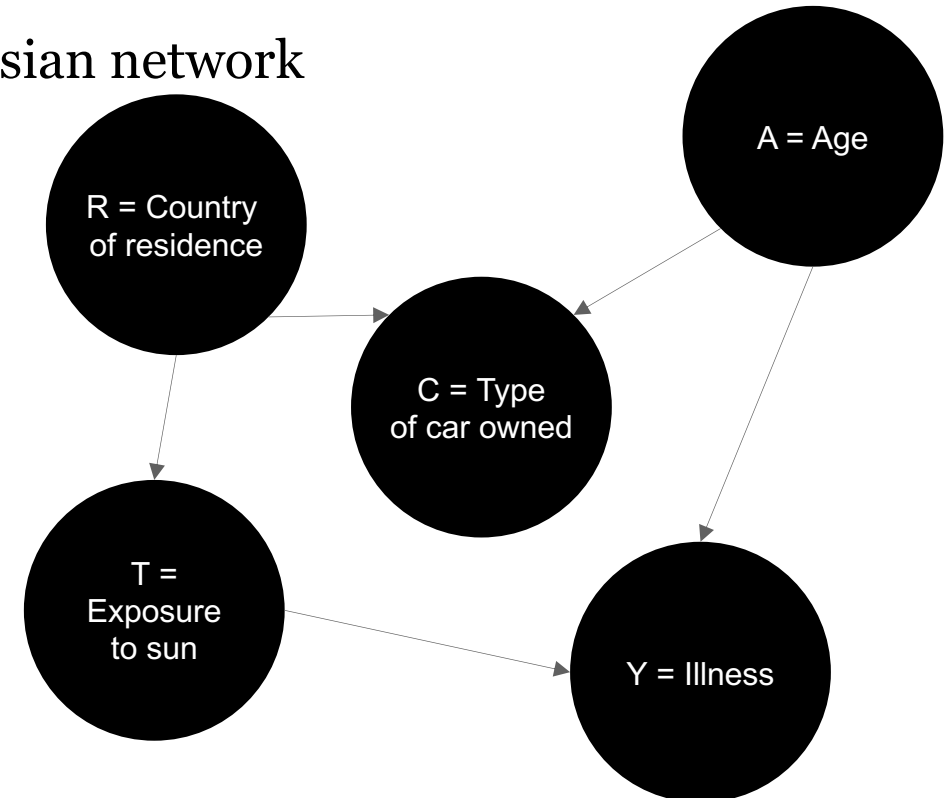 sian network
A = Age
R = Country
of residence
C = Type
of car owned
T =
Exposure
to sun
Y = Illness